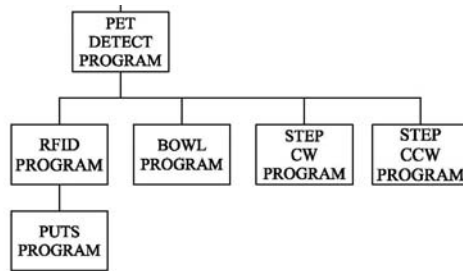 PET
DETECT
PROGRAM
RFID
PROGRAM
BOWL
PROGRAM
STEP
CW
PROGRAM
STEP
CCW
PROGRAM
PUTS
PROGRAM